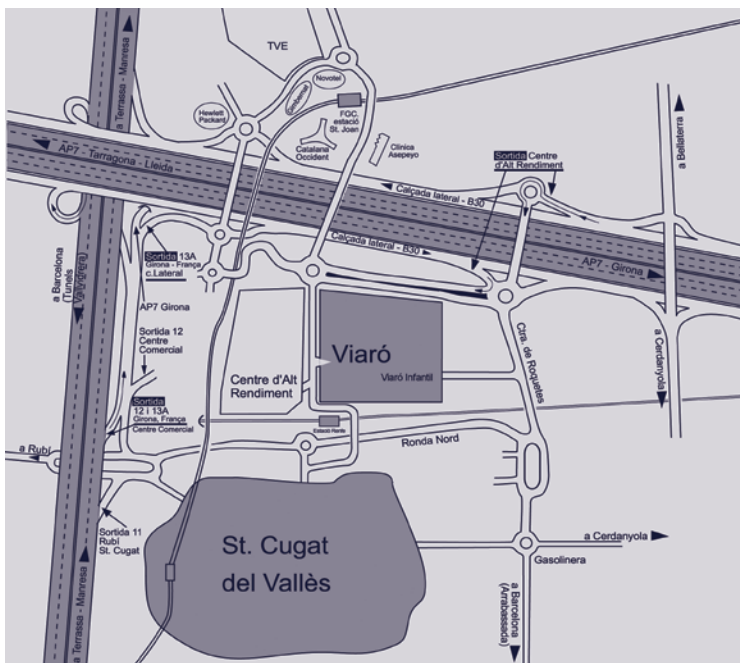 TVE
a Terrassa - Manresa
Novotel
Gimbernat
Hewlett
Packard
FGC.
estació
St. Joan
Catalana
Occident
Clínica
Asepeyo
Sortida Centre
d'Alt Rendiment
a Bellaterra
AP7 - Tarragona - Lleida
Calçada lateral - B30
Calçada lateral - B30
AP7 - Girona
Sortida 13A
Girona - França
c.Lateral
a Barcelona
(Tunels
Vallvidrera)
AP7 Girona
Sortida 12
Centre
Comercial
Viaró
Viaró Infantil
Centre d'Alt
Rendiment
Ctra. de Roquetes
a Cerdanyola
Sortida
12 i 13A
Girona, França
Centre Comercial
Estació Renfe
Ronda Nord
a Rubí
Sortida 11
Rubí
St. Cugat
St. Cugat
del Vallès
a Cerdanyola
Gasolinera
a Barcelona
(Arrabassada)
a Terrassa - Manresa